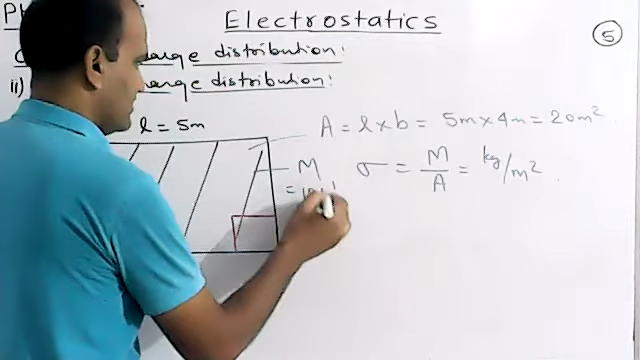 Electrostatics
5
arge distribution:
ii) arge distribution:
l = 5m
A = l × b = 5m × 4m = 20m²
M
σ = M/A = kg/m²